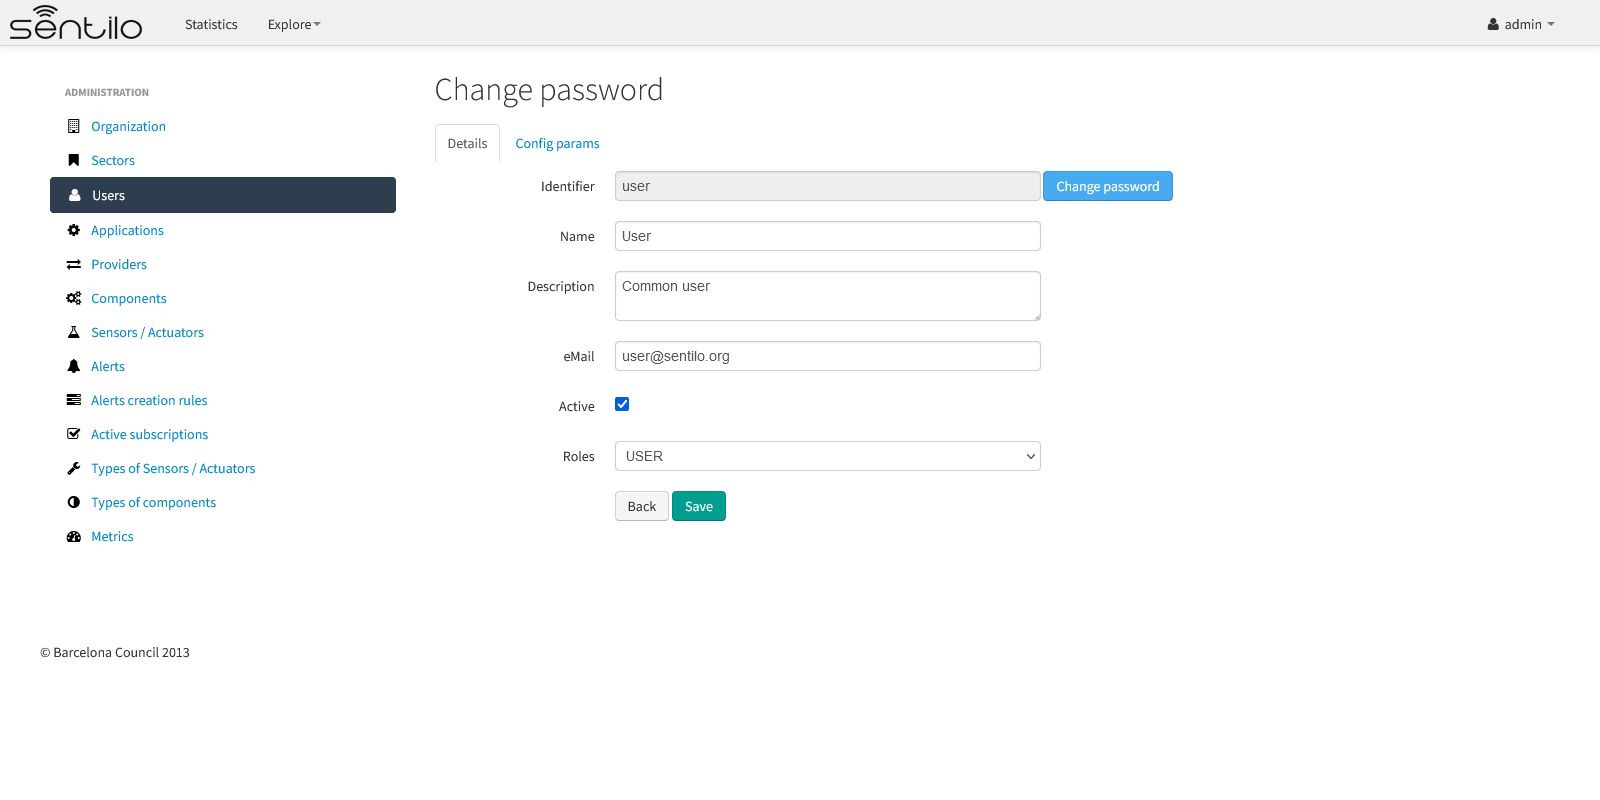 sentilo
Statistics
Explore
admin
ADMINISTRATION
Organization
Sectors
Users
Applications
Providers
Components
Sensors / Actuators
Alerts
Alerts creation rules
Active subscriptions
Types of Sensors / Actuators
Types of components
Metrics
Change password
Details
Config params
Identifier
user
Change password
Name
User
Description
Common user
eMail
user@sentilo.org
Active
Roles
USER
Back
Save
© Barcelona Council 2013